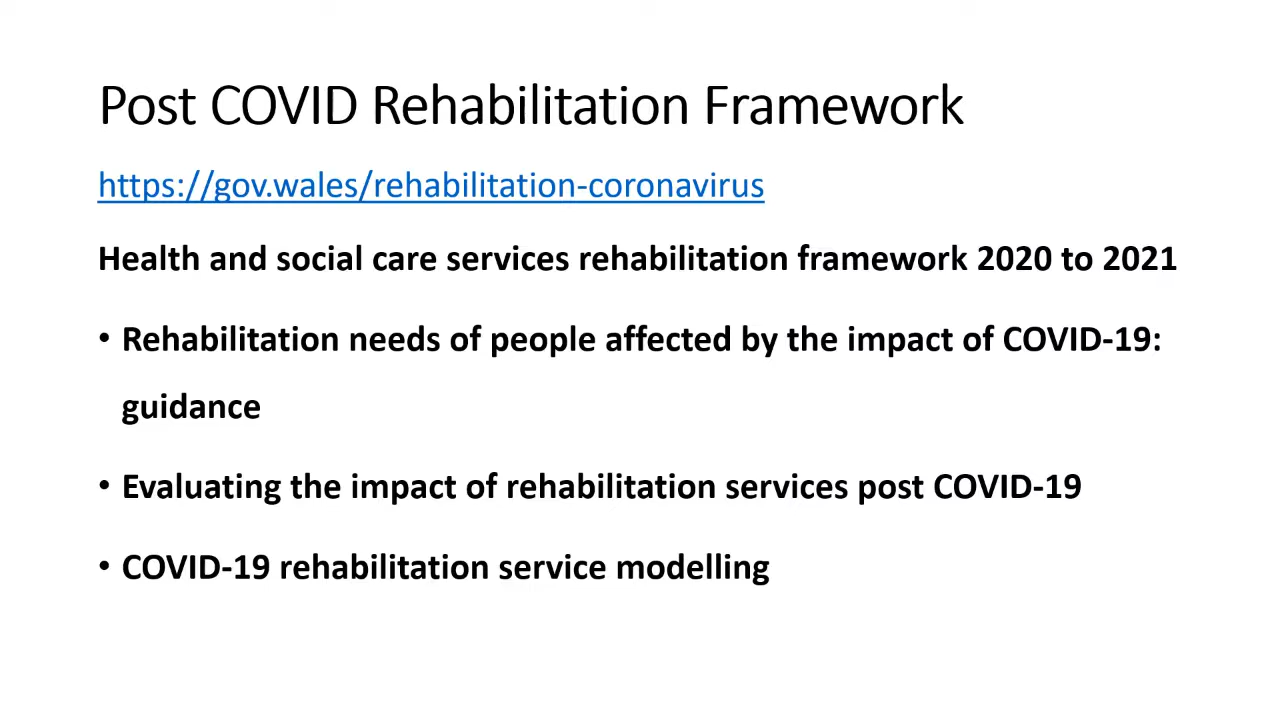 Post COVID Rehabilitation Framework
https://gov.wales/rehabilitation-coronavirus
Health and social care services rehabilitation framework 2020 to 2021
• Rehabilitation needs of people affected by the impact of COVID-19:
guidance
• Evaluating the impact of rehabilitation services post COVID-19
• COVID-19 rehabilitation service modelling